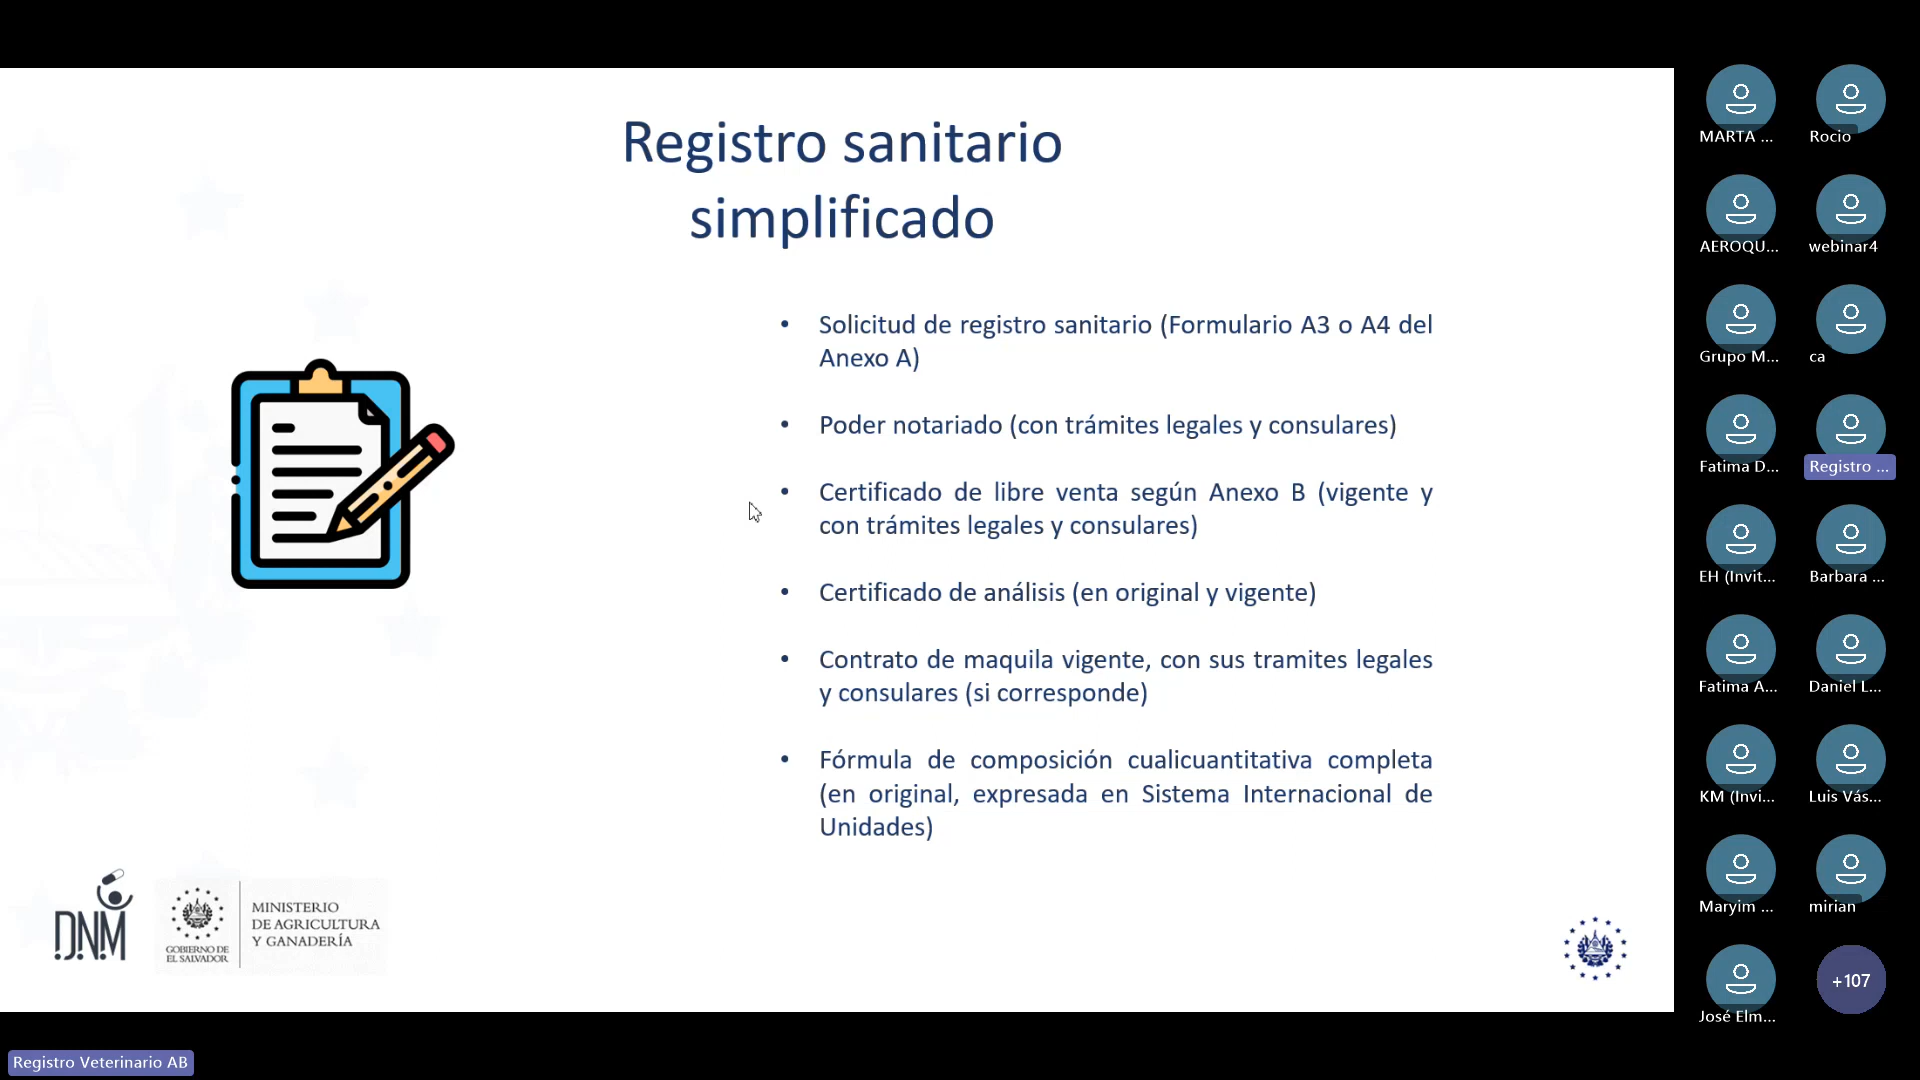 Registro sanitario
simplificado
• Solicitud de registro sanitario (Formulario A3 o A4 del
Anexo A)
• Poder notariado (con trámites legales y consulares)
• Certificado de libre venta según Anexo B (vigente y
con trámites legales y consulares)
• Certificado de análisis (en original y vigente)
• Contrato de maquila vigente, con sus tramites legales
y consulares (si corresponde)
• Fórmula de composición cualicuantitativa completa
(en original, expresada en Sistema Internacional de
Unidades)
DNM
GOBIERNO DE
EL SALVADOR
MINISTERIO
DE AGRICULTURA
Y GANADERÍA
MARTA ...
Rocio
AEROQU...
webinar4
Grupo M...
ca
Fatima D...
Registro ...
EH (Invit...
Barbara ...
Fatima A...
Daniel L...
KM (Invi...
Luis Vás...
Maryim ...
mirian
José Elm...
+107
Registro Veterinario AB